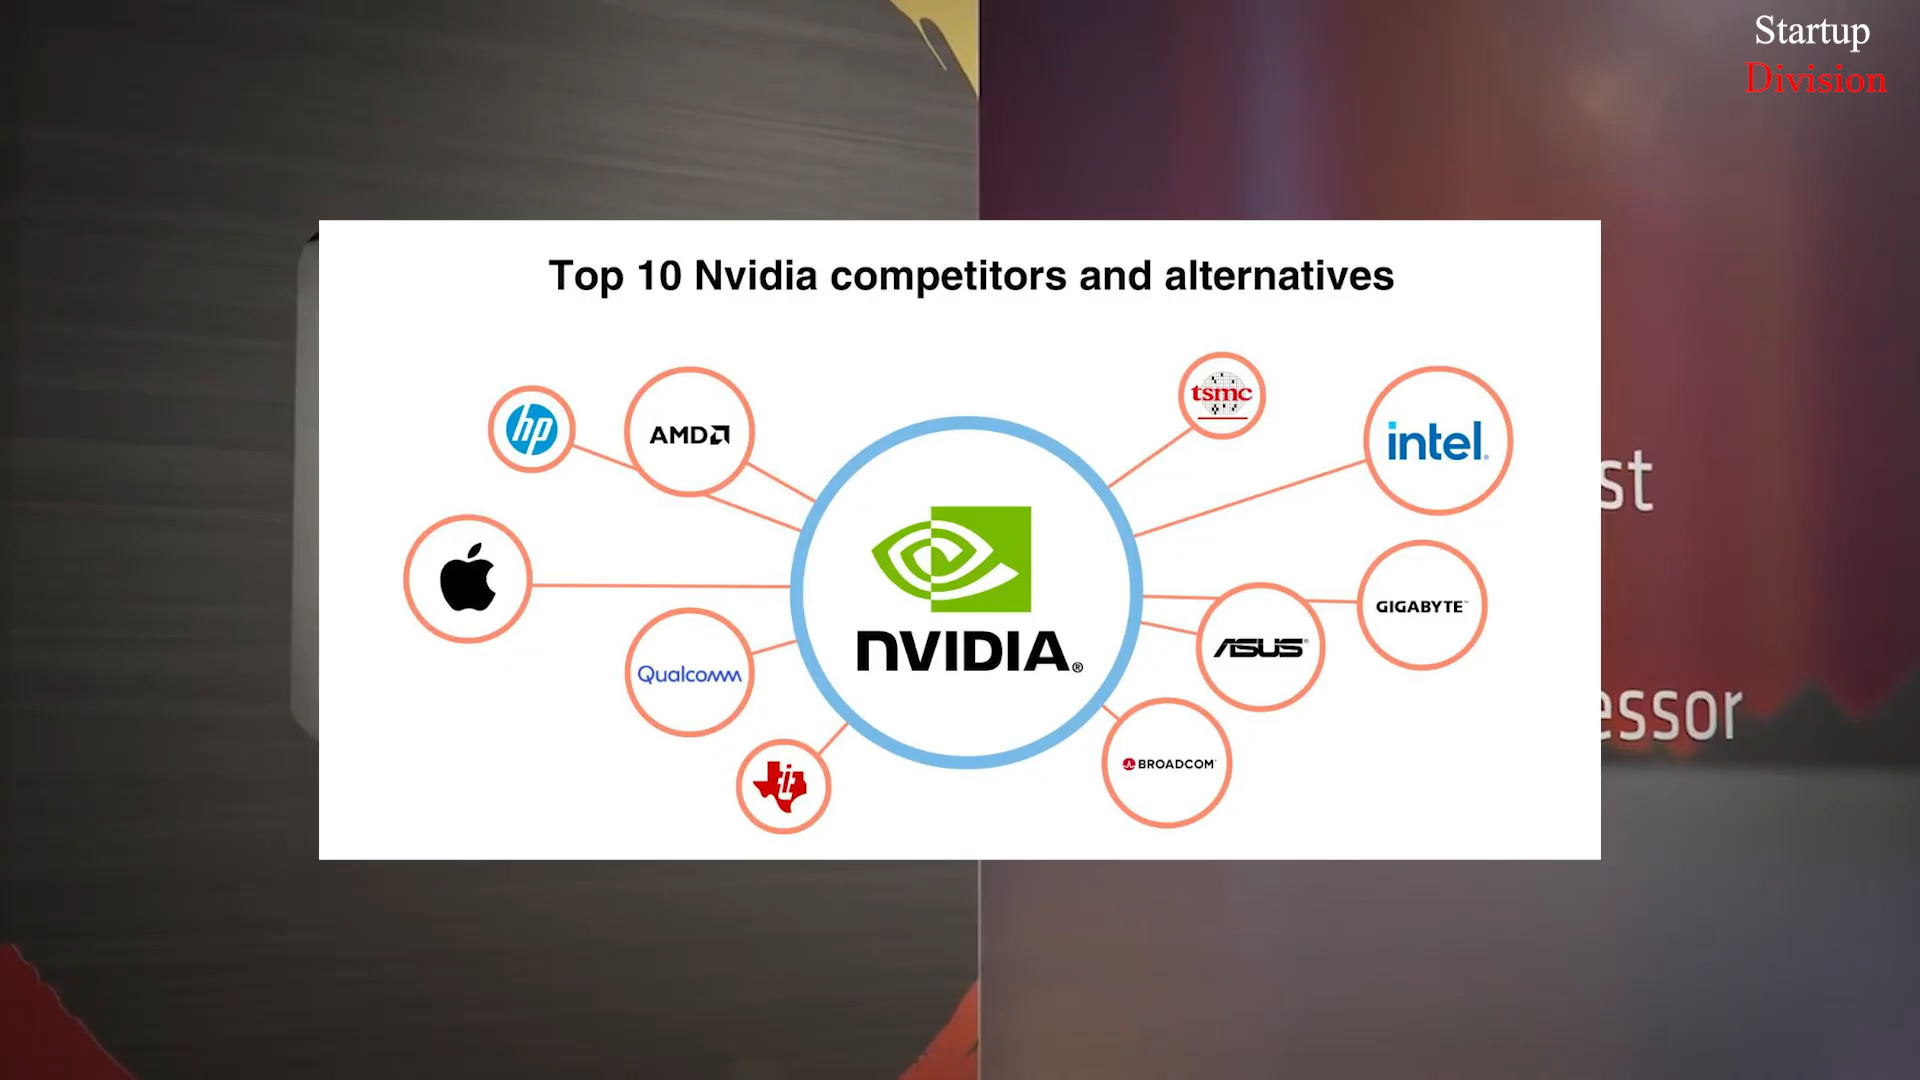 Startup
Division
Top 10 Nvidia competitors and alternatives
hp
AMD
tsmc
intel
GIGABYTE™
ASUS
Qualcomm
nVIDIA®
BROADCOM
ti
st
essor